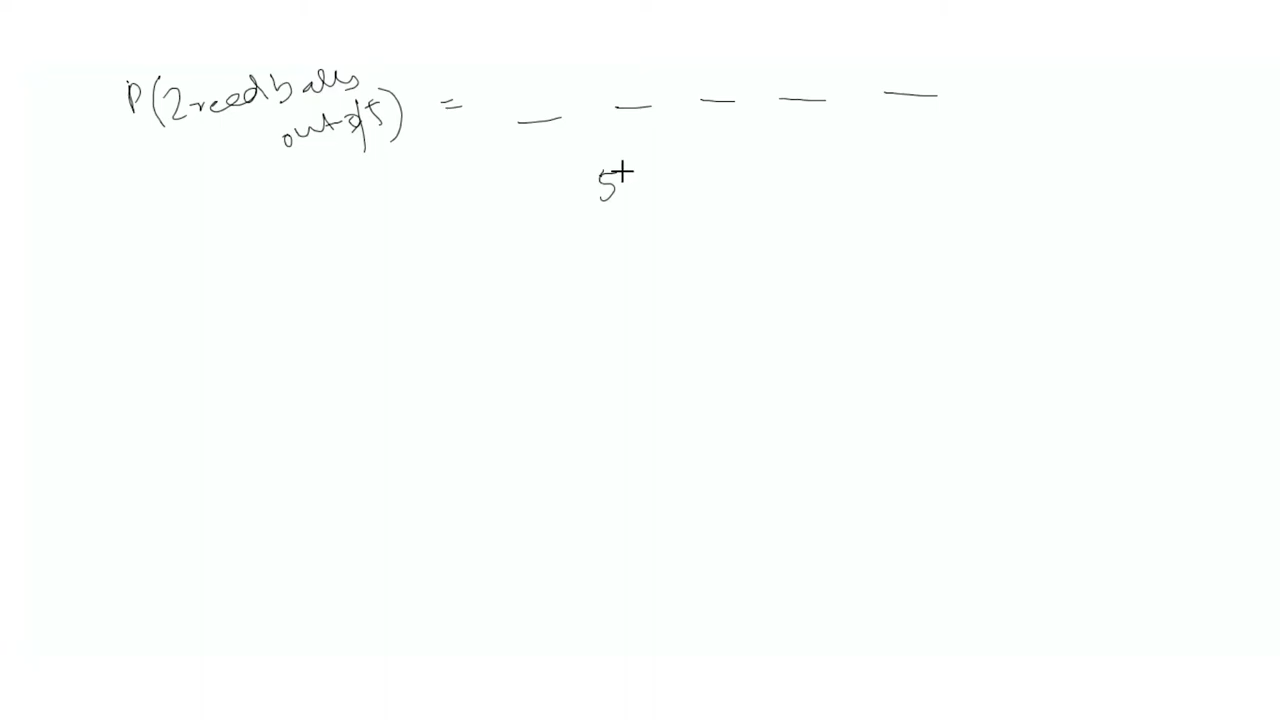 P(2 reed balls = _ _ _ _ _
out of 5)
5